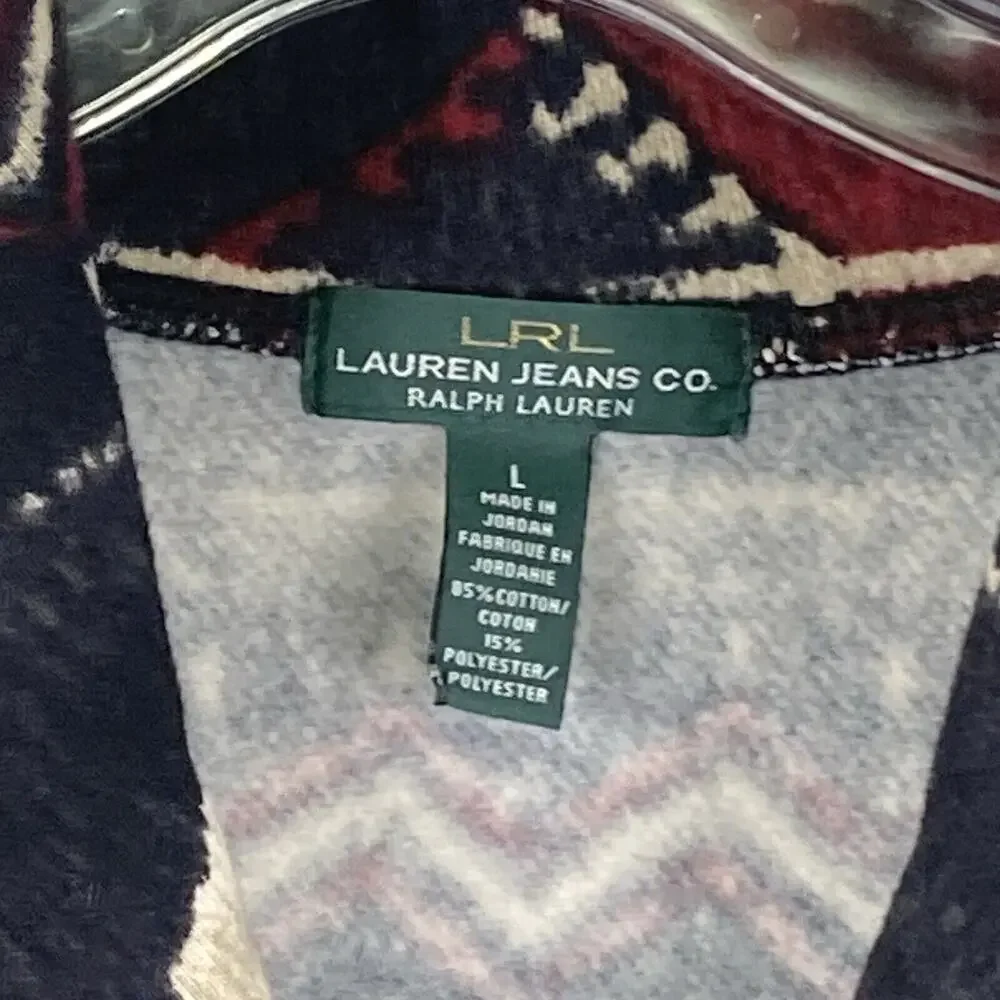 LRL
LAUREN JEANS CO.
RALPH LAUREN
L
MADE IN
JORDAN
FABRIQUE EN
JORDANIE
85% COTTON/
COTON
15%
POLYESTER/
POLYESTER